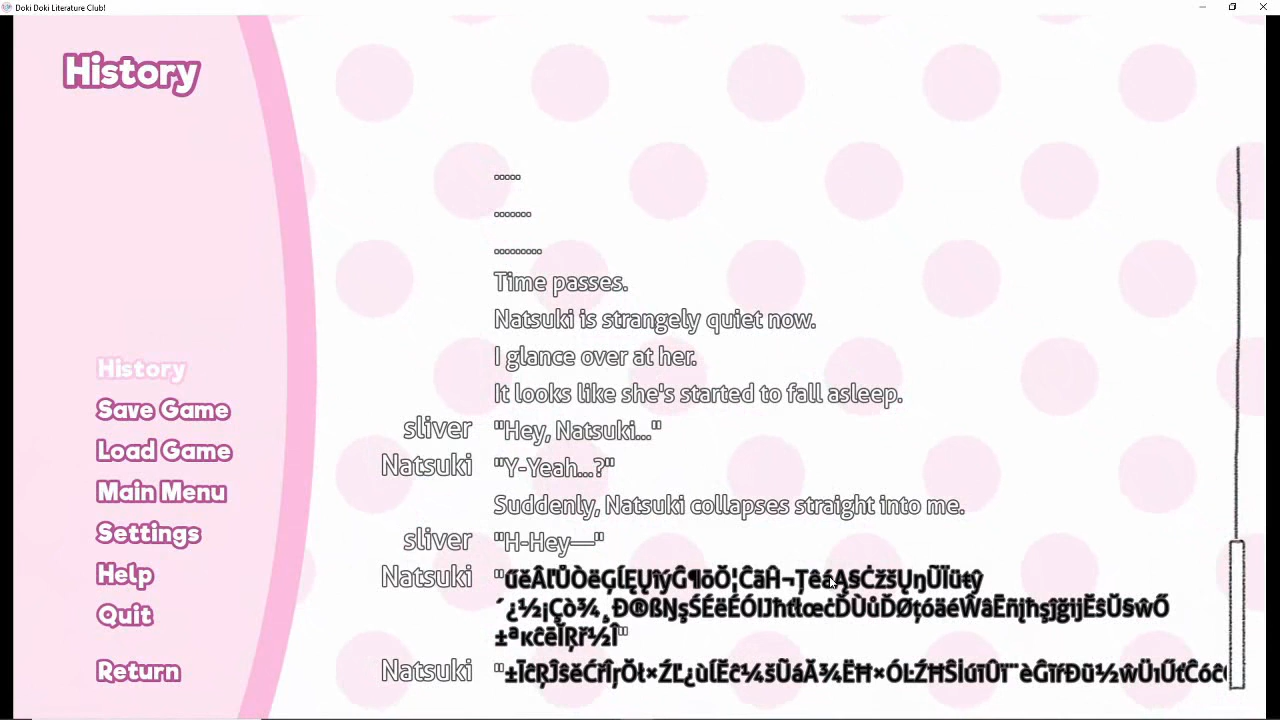 Doki Doki Literature Club!
History
.....
.......
.........
Time passes.
Natsuki is strangely quiet now.
I glance over at her.
It looks like she's started to fall asleep.
sliver "Hey, Natsuki..."
Natsuki "Y-Yeah...?"
Suddenly, Natsuki collapses straight into me.
sliver "H-Hey—"
Natsuki
Natsuki
History
Save Game
Load Game
Main Menu
Settings
Help
Quit
Return